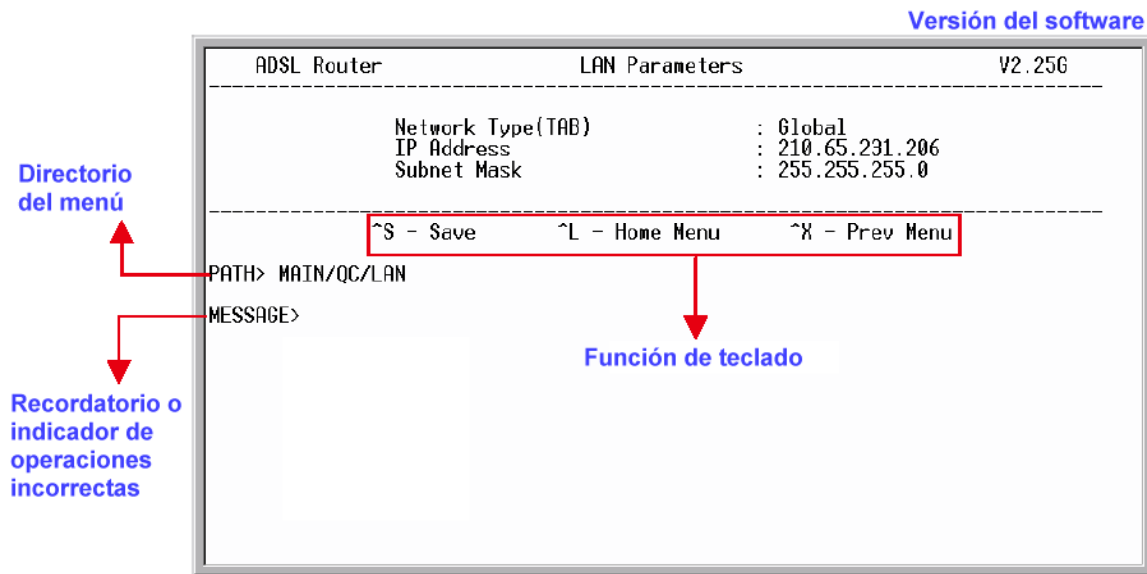 Versión del software
ADSL Router LAN Parameters V2.25G
Network Type(TAB) : Global
IP Address : 210.65.231.206
Subnet Mask : 255.255.255.0
Directorio
del menú
^S - Save ^L - Home Menu ^X - Prev Menu
PATH> MAIN/QC/LAN
MESSAGE>
Función de teclado
Recordatorio o
indicador de
operaciones
incorrectas